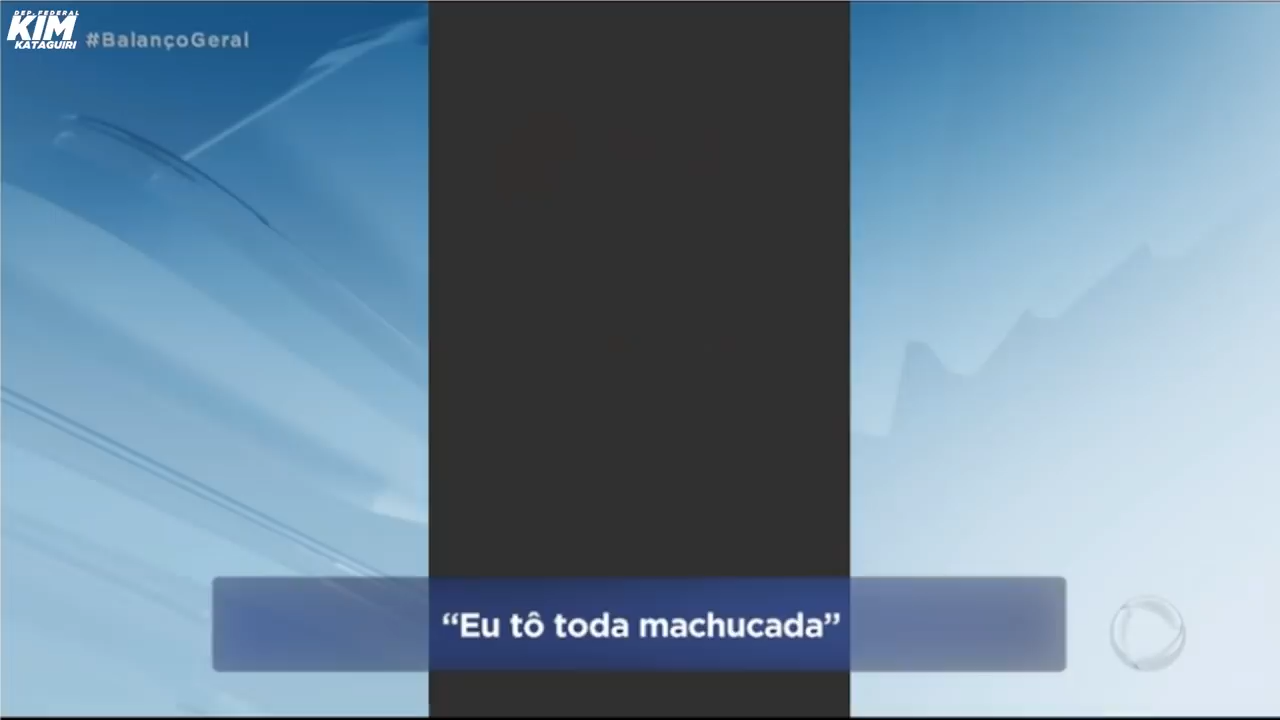 DEP. FEDERAL
KIM
KATAGUIRI
#BalançoGeral
“Eu tô toda machucada”